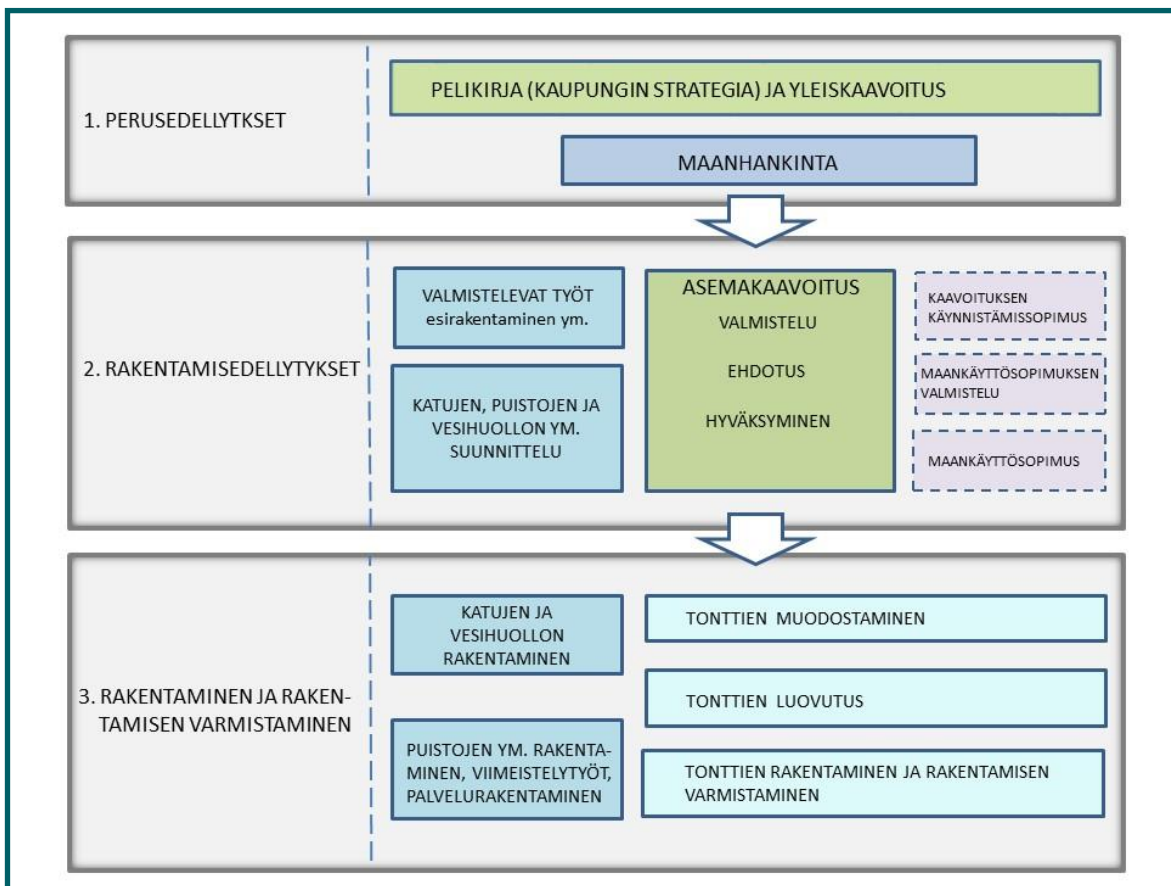 1. PERUSEDELLYTKSET
PELIKIRJA (KAUPUNGIN STRATEGIA) JA YLEISKAAVOITUS
MAANHANKINTA
2. RAKENTAMISEDELLYTYKSET
VALMISTELEVAT TYÖT
esirakentaminen ym.
KATUJEN, PUISTOJEN JA
VESIHUOLLON YM.
SUUNNITTELU
ASEMAKAAVOITUS
VALMISTELU
EHDOTUS
HYVÄKSYMINEN
KAAVOITUKSEN
KÄYNNISTÄMISSOPIMUS
MAANKÄYTTÖSOPIMUKSEN
VALMISTELU
MAANKÄYTTÖSOPIMUS
3. RAKENTAMINEN JA RAKEN-
TAMISEN VARMISTAMINEN
KATUJEN JA
VESIHUOLLON
RAKENTAMINEN
PUISTOJEN YM. RAKENTA-
MINEN, VIIMEISTELYTYÖT,
PALVELURAKENTAMINEN
TONTTIEN MUODOSTAMINEN
TONTTIEN LUOVUTUS
TONTTIEN RAKENTAMINEN JA RAKENTAMISEN
VARMISTAMINEN